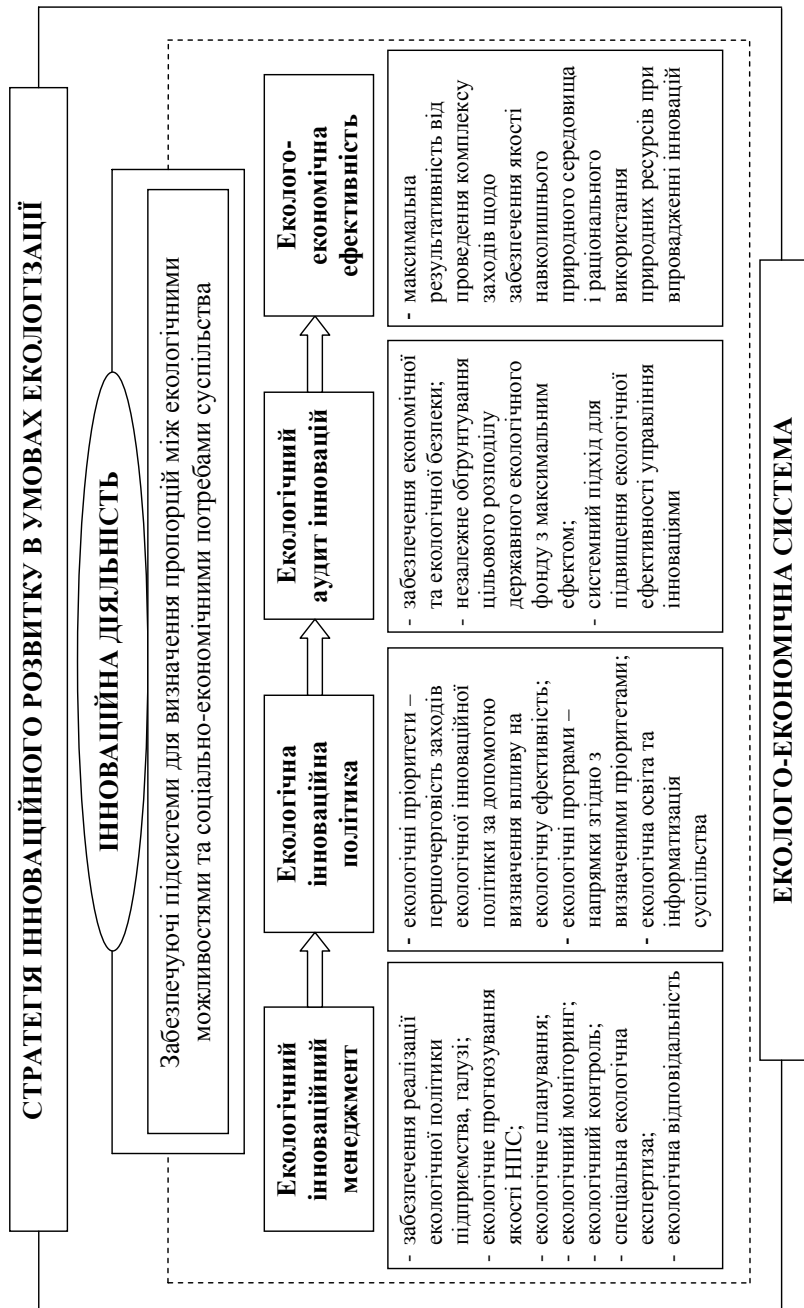 СТРАТЕГІЯ ІННОВАЦІЙНОГО РОЗВИТКУ В УМОВАХ ЕКОЛОГІЗАЦІЇ
ІННОВАЦІЙНА ДІЯЛЬНІСТЬ
Забезпечуючі підсистеми для визначення пропорцій між екологічними
можливостями та соціально-економічними потребами суспільства
Екологічний
інноваційний
менеджмент
Екологічна
інноваційна
політика
Екологічний
аудит інновацій
Еколого-
економічна
ефективність
- забезпечення реалізації
екологічної політики
підприємства, галузі;
- екологічне прогнозування
якості НПС;
- екологічне планування;
- екологічний моніторинг;
- екологічний контроль;
- спеціальна екологічна
експертиза;
- екологічна відповідальність
- екологічні пріоритети –
першочерговість заходів
екологічної інноваційної
політики за допомогою
визначення впливу на
екологічну ефективність;
- екологічні програми –
напрямки згідно з
визначеними пріоритетами;
- екологічна освіта та
інформатизація
суспільства
- забезпечення економічної
та екологічної безпеки;
- незалежне обґрунтування
цільового розподілу
державного екологічного
фонду з максимальним
ефектом;
- системний підхід для
підвищення екологічної
ефективності управління
інноваціями
- максимальна
результативність від
проведення комплексу
заходів щодо
забезпечення якості
навколишнього
природного середовища
і раціонального
використання
природних ресурсів при
впровадженні інновацій
ЕКОЛОГО-ЕКОНОМІЧНА СИСТЕМА